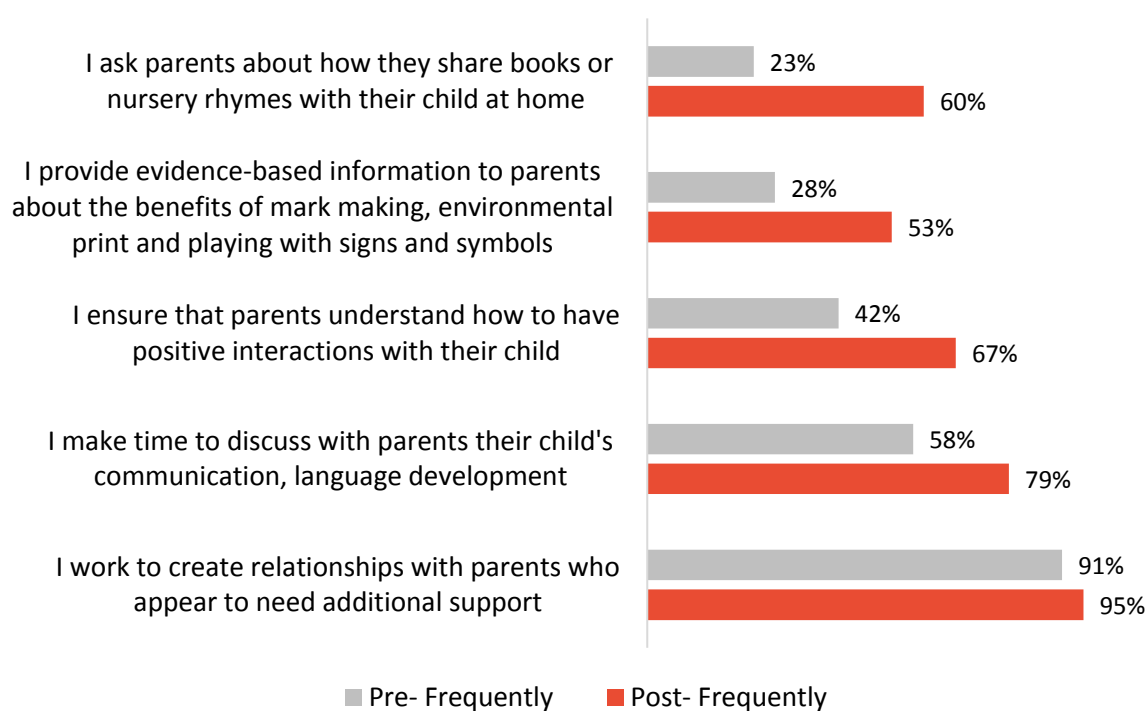 I ask parents about how they share books or
nursery rhymes with their child at home
23%
60%
I provide evidence-based information to parents
about the benefits of mark making, environmental
print and playing with signs and symbols
28%
53%
I ensure that parents understand how to have
positive interactions with their child
42%
67%
I make time to discuss with parents their child's
communication, language development
58%
79%
I work to create relationships with parents who
appear to need additional support
91%
95%
Pre- Frequently
Post- Frequently